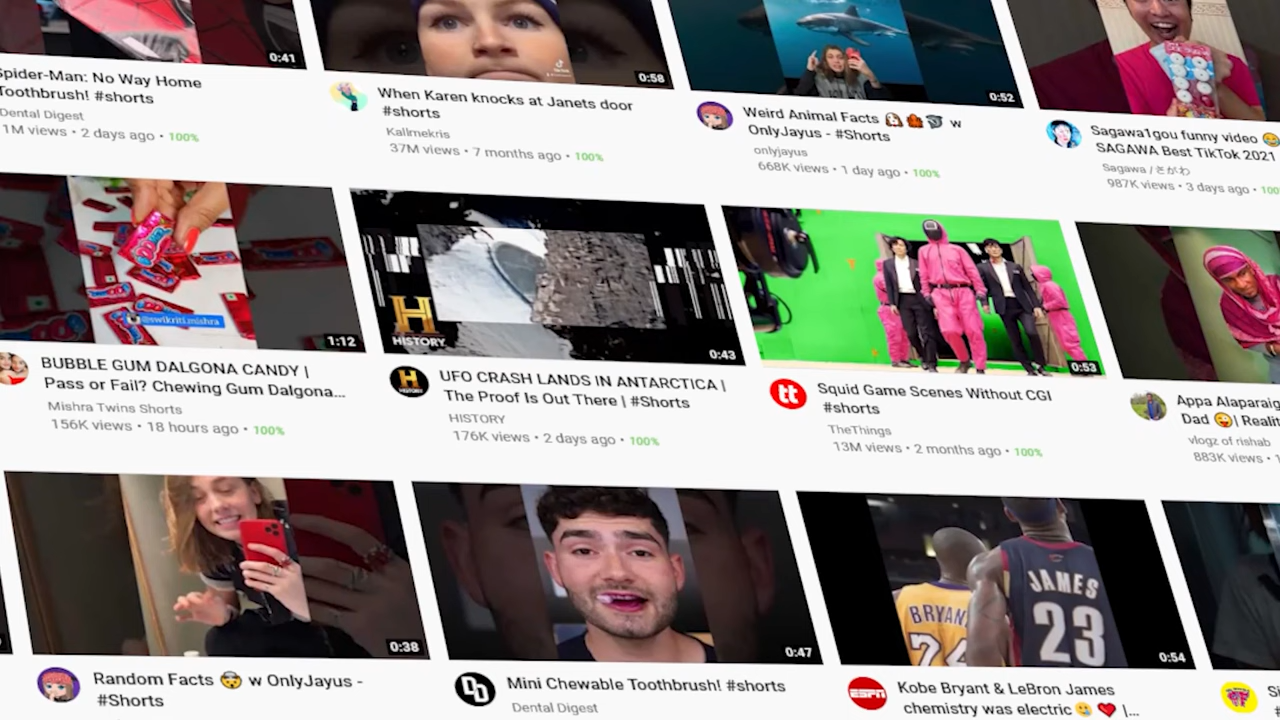 0:41
0:58
0:52
Spider-Man: No Way Home
Toothbrush! #shorts
Dental Digest
1M views • 2 days ago • 100%
When Karen knocks at Janets door
#shorts
Kallmekris
37M views • 7 months ago • 100%
Weird Animal Facts w
OnlyJayus - #Shorts
onlyjayus
668K views • 1 day ago • 100%
Sagawa1gou funny video 😂
SAGAWA Best TikTok 2021
Sagawa / さがわ
987K views • 3 days ago • 100
@swikriti.mishra
1:12
HISTORY
0:43
0:53
BUBBLE GUM DALGONA CANDY |
Pass or Fail? Chewing Gum Dalgona...
Mishra Twins Shorts
156K views • 18 hours ago • 100%
H
HISTORY
UFO CRASH LANDS IN ANTARCTICA |
The Proof Is Out There | #Shorts
HISTORY
176K views • 2 days ago • 100%
tt
Squid Game Scenes Without CGI
#shorts
TheThings
13M views • 2 months ago • 100%
Appa Alaparaig
Dad 😜| Realit
vlogz of rishab
883K views • 1
0:38
0:47
BRYANT
24
JAMES
23
0:54
Random Facts 🤯 w OnlyJayus -
#Shorts
DD
Mini Chewable Toothbrush! #shorts
Dental Digest
ESPN
Kobe Bryant & LeBron James
chemistry was electric 🥲 ❤️ |...